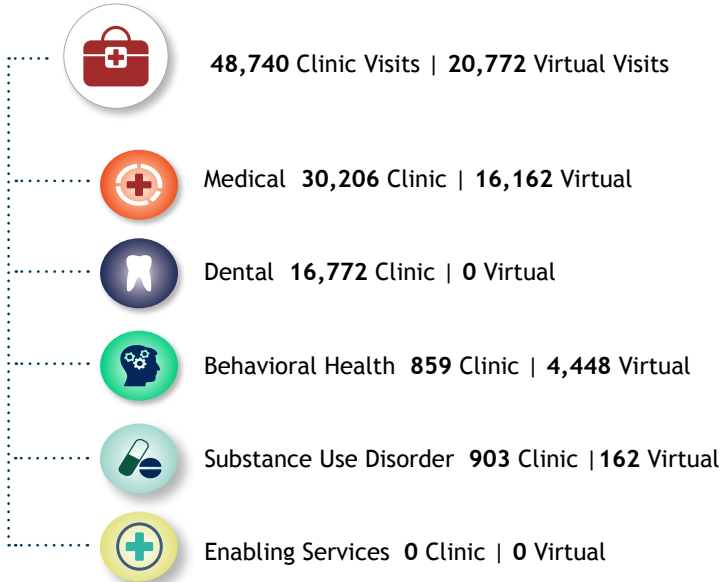 48,740 Clinic Visits | 20,772 Virtual Visits
Medical 30,206 Clinic | 16,162 Virtual
Dental 16,772 Clinic | 0 Virtual
Behavioral Health 859 Clinic | 4,448 Virtual
Substance Use Disorder 903 Clinic |162 Virtual
Enabling Services 0 Clinic | 0 Virtual